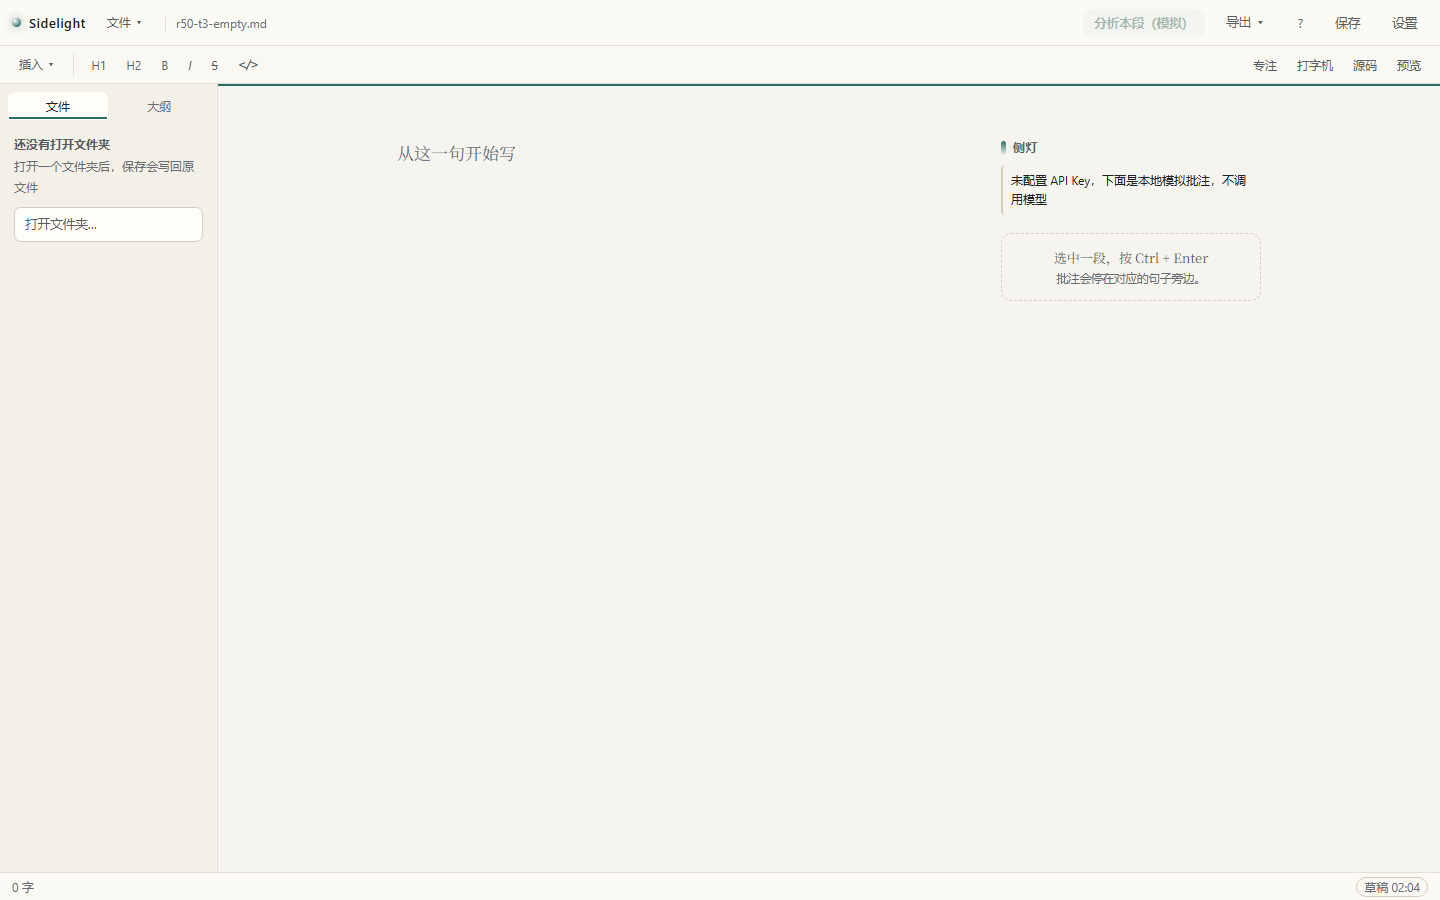 Sidelight 文件 ▾ r50-t3-empty.md 分析本段（模拟） 导出 ▾ ? 保存 设置
插入 ▾ H1 H2 B I S </> 专注 打字机 源码 预览
文件 大纲
还没有打开文件夹
打开一个文件夹后，保存会写回原
文件
打开文件夹...
从这一句开始写
侧灯
未配置 API Key，下面是本地模拟批注，不调
用模型
选中一段，按 Ctrl + Enter
批注会停在对应的句子旁边。
0 字 草稿 02:04